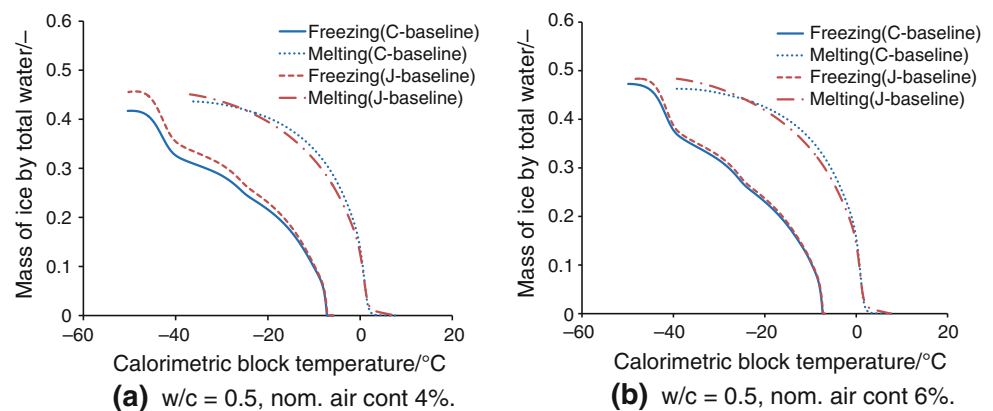 Mass of ice by total water/–
0.6
0.5
0.4
0.3
0.2
0.1
0
–60
–40
–20
0
20
Freezing(C-baseline)
Melting(C-baseline)
Freezing(J-baseline)
Melting(J-baseline)
Calorimetric block temperature/°C
(a) w/c = 0.5, nom. air cont 4%.
Mass of ice by total water/–
0.6
0.5
0.4
0.3
0.2
0.1
0
–60
–40
–20
0
20
Freezing(C-baseline)
Melting(C-baseline)
Freezing(J-baseline)
Melting(J-baseline)
Calorimetric block temperature/°C
(b) w/c = 0.5, nom. air cont 6%.